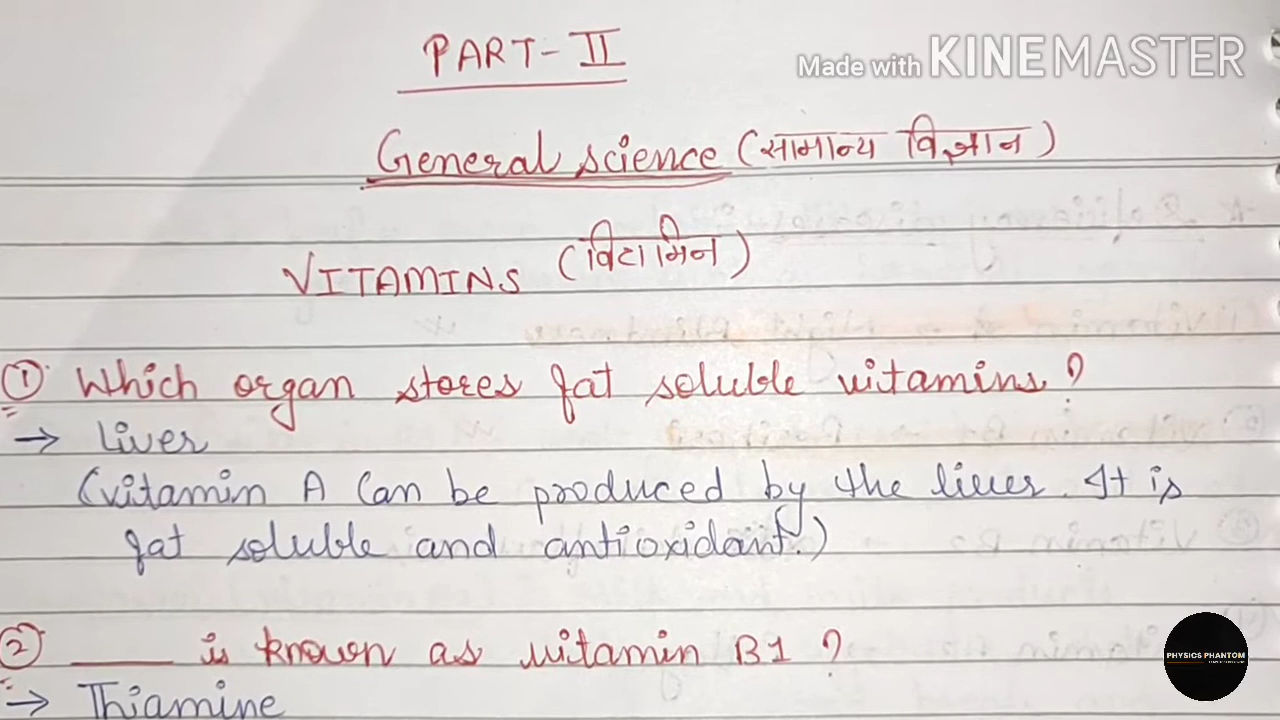 PART-II
Made with KINEMASTER
General science (सामान्य विज्ञान)
VITAMINS (विटामिन)
① Which organ stores fat soluble vitamins?
→ Liver
(vitamin A Can be produced by the liver. It is
fat soluble and antioxidant.)
② ____ is known as vitamin B1 ?
→ Thiamine
PHYSICS PHANTOM